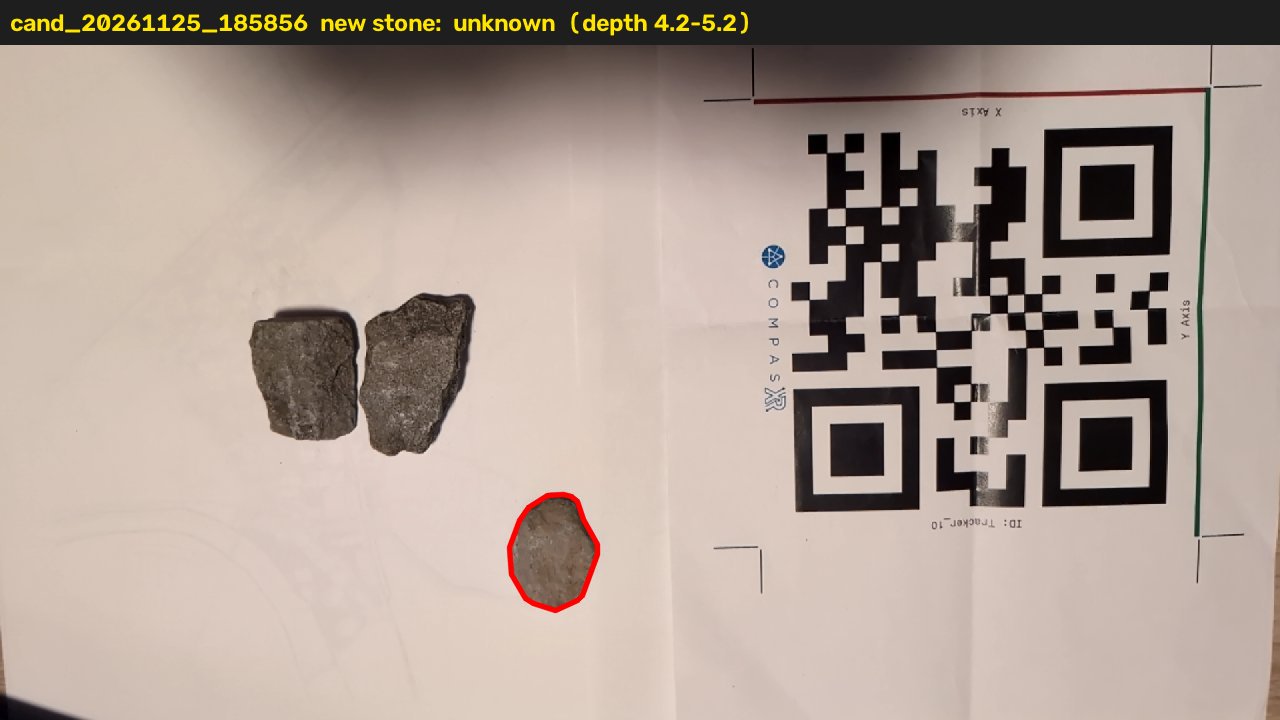 cand_20261125_185856 new stone: unknown (depth 4.2-5.2)
X Axis
Y Axis
COMPAS XR
ID: Tracker_10